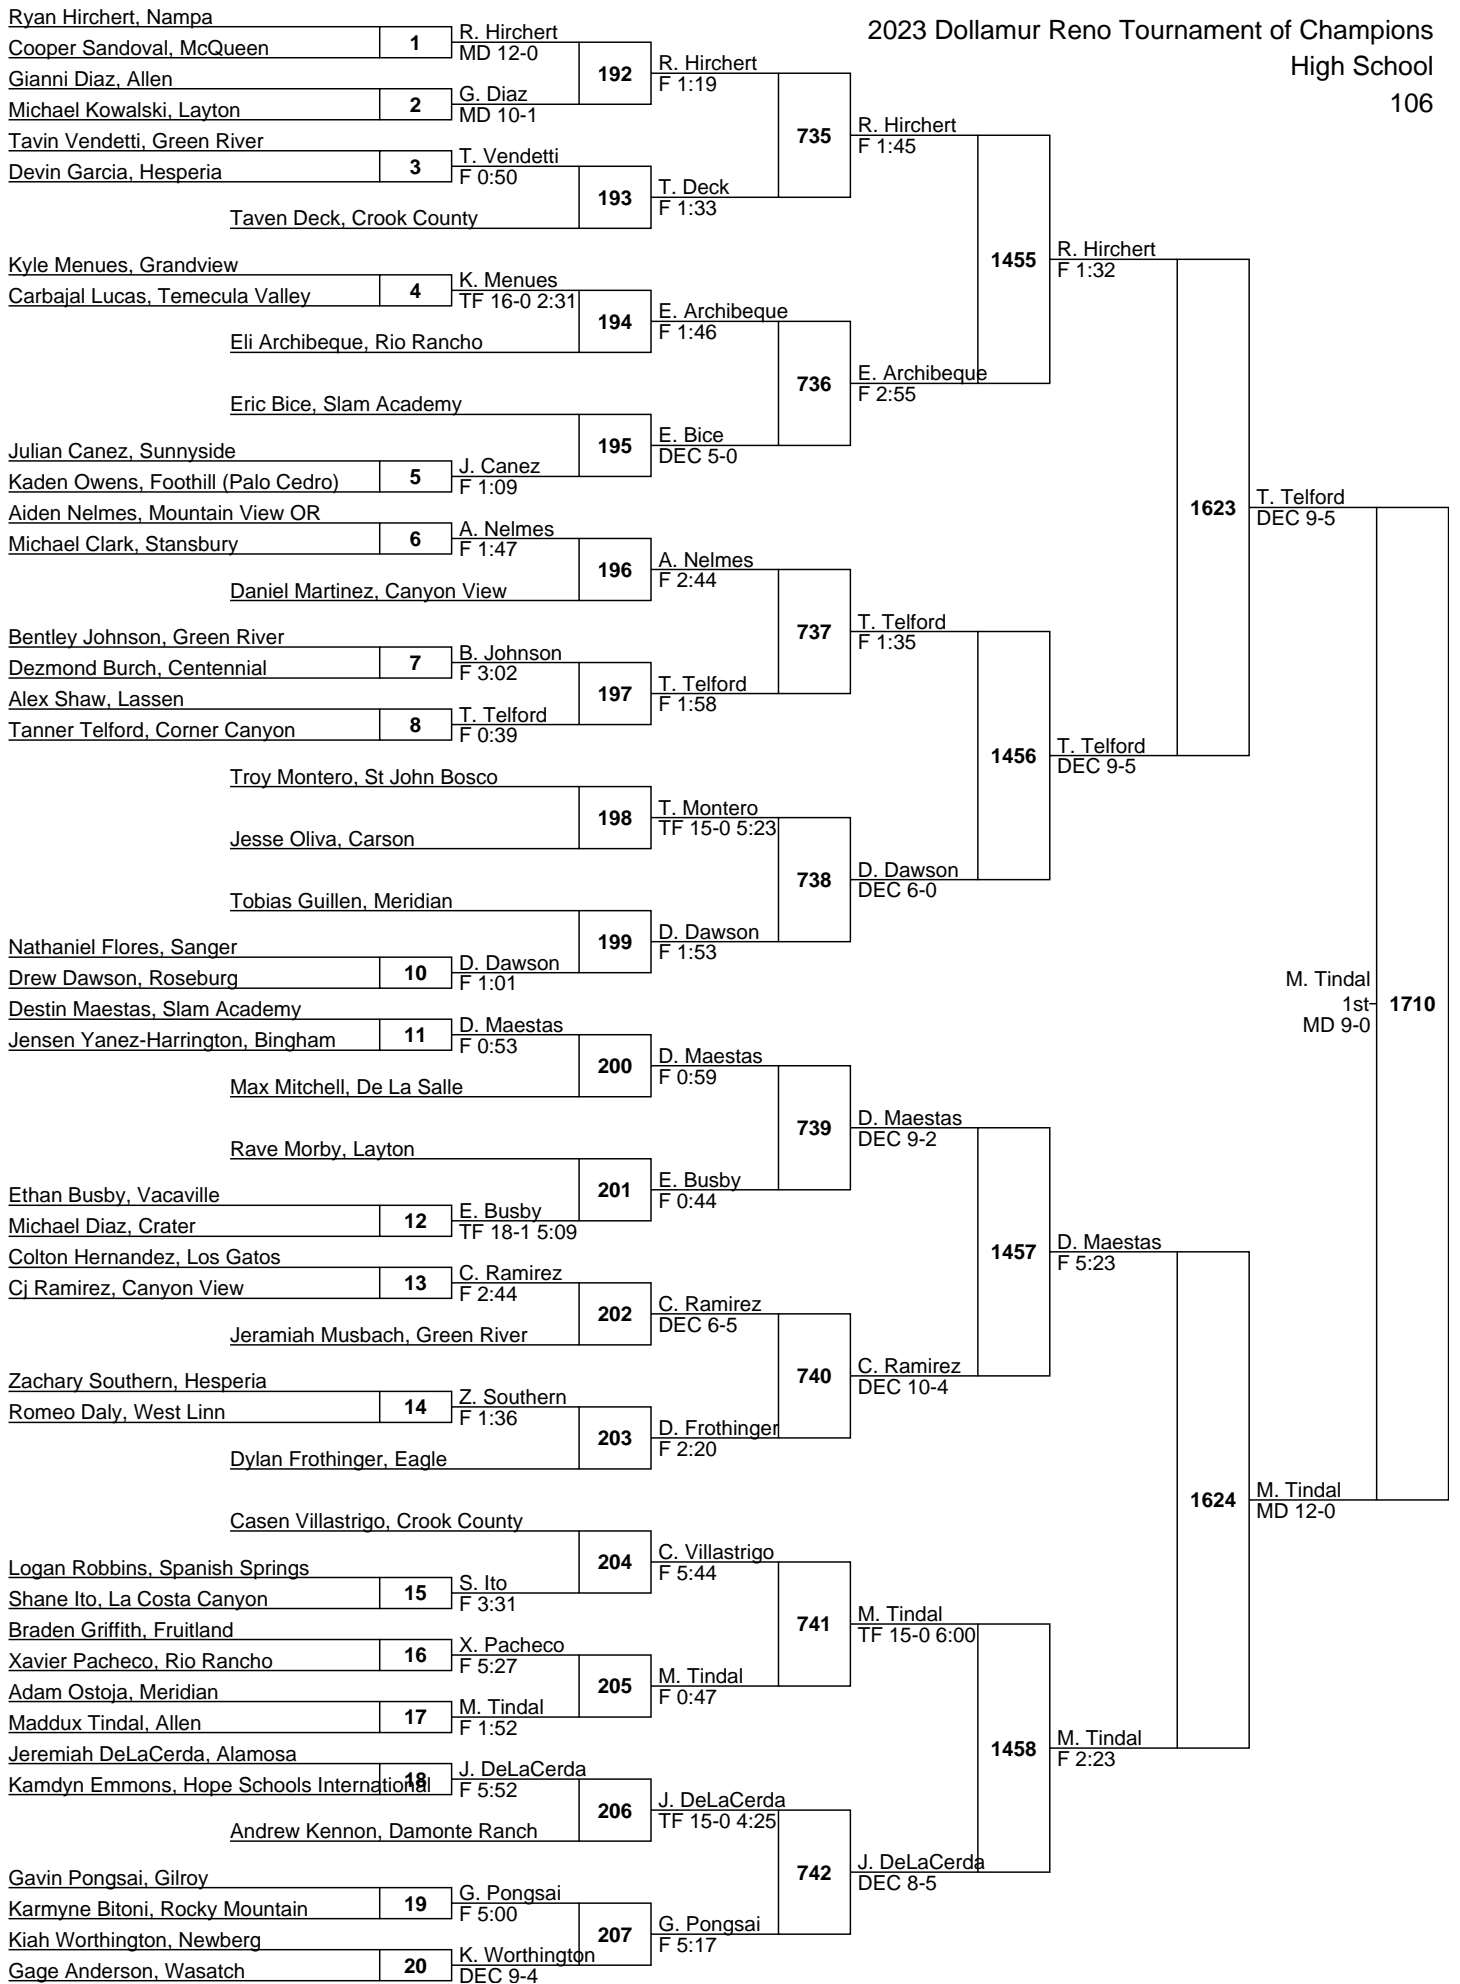 2023 Dollamur Reno Tournament of Champions
High School
106
Ryan Hirchert, Nampa
Cooper Sandoval, McQueen
1
R. Hirchert
MD 12-0
Gianni Diaz, Allen
Michael Kowalski, Layton
2
G. Diaz
MD 10-1
192
R. Hirchert
F 1:19
Tavin Vendetti, Green River
Devin Garcia, Hesperia
3
T. Vendetti
F 0:50
Taven Deck, Crook County
193
T. Deck
F 1:33
735
R. Hirchert
F 1:45
Kyle Menues, Grandview
Carbajal Lucas, Temecula Valley
4
K. Menues
TF 16-0 2:31
Eli Archibeque, Rio Rancho
194
E. Archibeque
F 1:46
Eric Bice, Slam Academy
Julian Canez, Sunnyside
Kaden Owens, Foothill (Palo Cedro)
5
J. Canez
F 1:09
195
E. Bice
DEC 5-0
736
E. Archibeque
F 2:55
1455
R. Hirchert
F 1:32
Aiden Nelmes, Mountain View OR
Michael Clark, Stansbury
6
A. Nelmes
F 1:47
Daniel Martinez, Canyon View
196
A. Nelmes
F 2:44
Bentley Johnson, Green River
Dezmond Burch, Centennial
7
B. Johnson
F 3:02
Alex Shaw, Lassen
Tanner Telford, Corner Canyon
8
T. Telford
F 0:39
197
T. Telford
F 1:58
737
T. Telford
F 1:35
Troy Montero, St John Bosco
Jesse Oliva, Carson
198
T. Montero
TF 15-0 5:23
Tobias Guillen, Meridian
Nathaniel Flores, Sanger
Drew Dawson, Roseburg
10
D. Dawson
F 1:01
199
D. Dawson
F 1:53
738
D. Dawson
DEC 6-0
1456
T. Telford
DEC 9-5
1623
T. Telford
DEC 9-5
Destin Maestas, Slam Academy
Jensen Yanez-Harrington, Bingham
11
D. Maestas
F 0:53
Max Mitchell, De La Salle
200
D. Maestas
F 0:59
Rave Morby, Layton
Ethan Busby, Vacaville
Michael Diaz, Crater
12
E. Busby
TF 18-1 5:09
201
E. Busby
F 0:44
739
D. Maestas
DEC 9-2
Colton Hernandez, Los Gatos
Cj Ramirez, Canyon View
13
C. Ramirez
F 2:44
Jeramiah Musbach, Green River
202
C. Ramirez
DEC 6-5
Zachary Southern, Hesperia
Romeo Daly, West Linn
14
Z. Southern
F 1:36
Dylan Frothinger, Eagle
203
D. Frothinger
F 2:20
740
C. Ramirez
DEC 10-4
1457
D. Maestas
F 5:23
Casen Villastrigo, Crook County
Logan Robbins, Spanish Springs
Shane Ito, La Costa Canyon
15
S. Ito
F 3:31
204
C. Villastrigo
F 5:44
Braden Griffith, Fruitland
Xavier Pacheco, Rio Rancho
16
X. Pacheco
F 5:27
Adam Ostoja, Meridian
Maddux Tindal, Allen
17
M. Tindal
F 1:52
205
M. Tindal
F 0:47
741
M. Tindal
TF 15-0 6:00
Jeremiah DeLaCerda, Alamosa
Kamdyn Emmons, Hope Schools International
18
J. DeLaCerda
F 5:52
Andrew Kennon, Damonte Ranch
206
J. DeLaCerda
TF 15-0 4:25
Gavin Pongsai, Gilroy
Karmyne Bitoni, Rocky Mountain
19
G. Pongsai
F 5:00
Kiah Worthington, Newberg
Gage Anderson, Wasatch
20
K. Worthington
DEC 9-4
207
G. Pongsai
F 5:17
742
J. DeLaCerda
DEC 8-5
1458
M. Tindal
F 2:23
1624
M. Tindal
MD 12-0
M. Tindal
1st
MD 9-0
1710